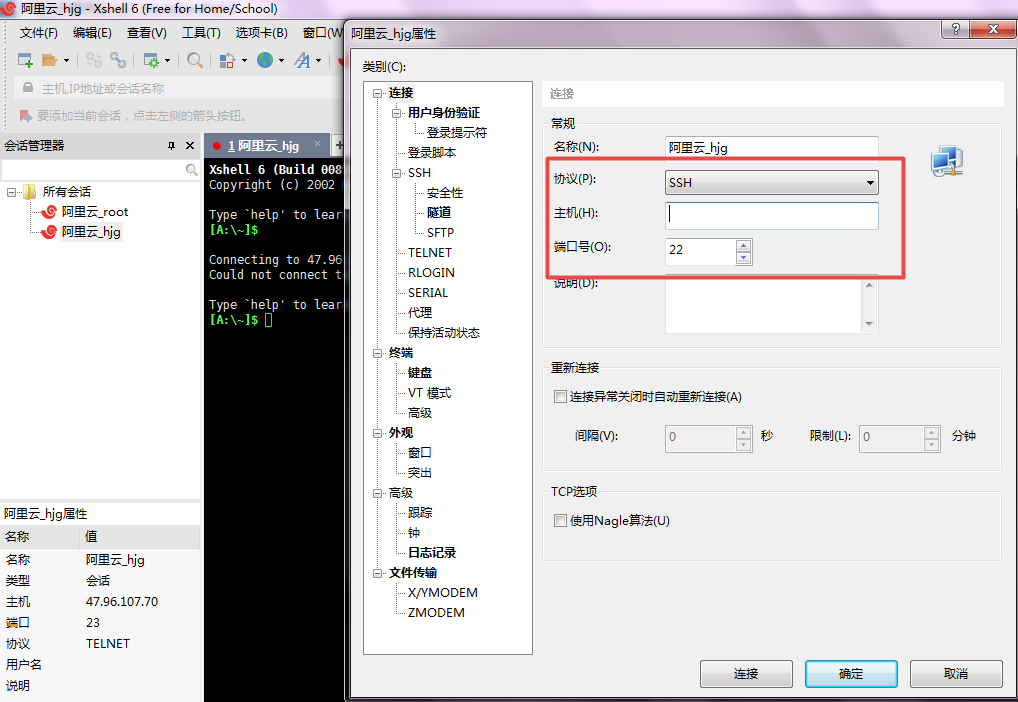 阿里云_hjg - Xshell 6 (Free for Home/School)
文件(F) 编辑(E) 查看(V) 工具(T) 选项卡(B) 窗口(W
主机,IP地址或会话名称
要添加当前会话，点击左侧的箭头按钮。
会话管理器
所有会话
阿里云_root
阿里云_hjg
阿里云_hjg属性
名称 值
名称 阿里云_hjg
类型 会话
主机 47.96.107.70
端口 23
协议 TELNET
用户名
说明
1 阿里云_hjg
Xshell 6 (Build 008
Copyright (c) 2002
Type `help' to lear
[A:\~]$
Connecting to 47.96
Could not connect t
Type `help' to lear
[A:\~]$
阿里云_hjg属性
类别(C):
连接
用户身份验证
登录提示符
登录脚本
SSH
安全性
隧道
SFTP
TELNET
RLOGIN
SERIAL
代理
保持活动状态
终端
键盘
VT 模式
高级
外观
窗口
突出
高级
跟踪
钟
日志记录
文件传输
X/YMODEM
ZMODEM
连接
常规
名称(N): 阿里云_hjg
协议(P): SSH
主机(H):
端口号(O): 22
说明(D):
重新连接
连接异常关闭时自动重新连接(A)
间隔(V): 0 秒 限制(L): 0 分钟
TCP选项
使用Nagle算法(U)
连接 确定 取消